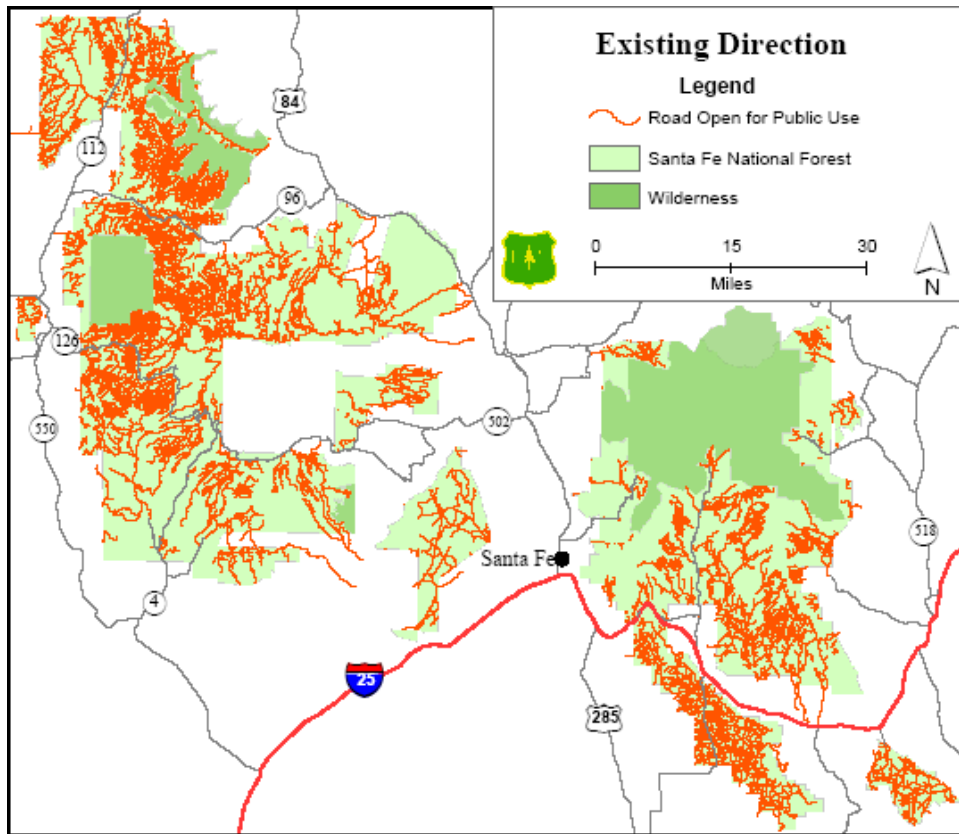 Existing Direction
Legend
Road Open for Public Use
Santa Fe National Forest
Wilderness
0 15 30
Miles
N
84
112
96
126
550
502
518
Santa Fe
4
25
285